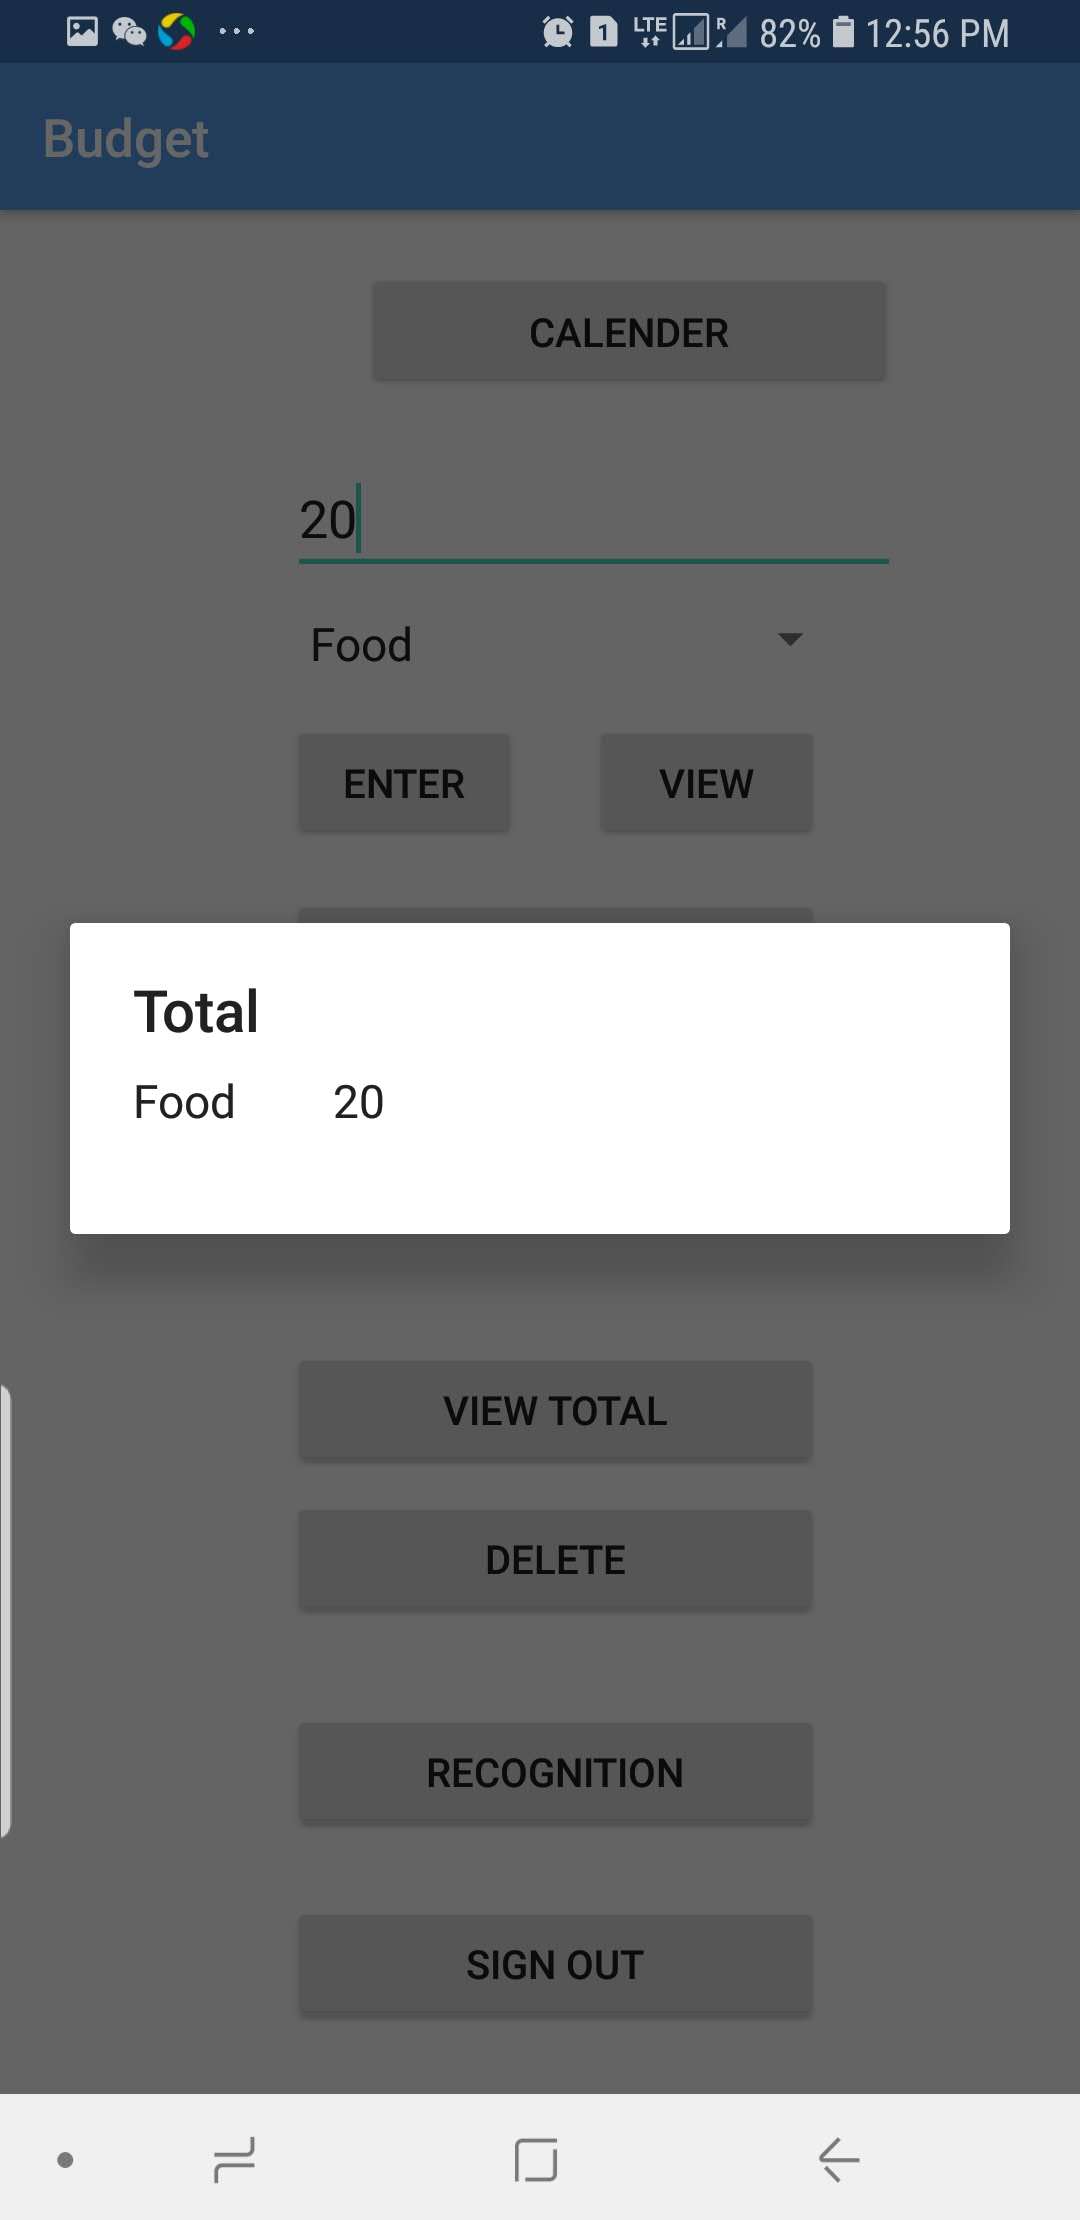 1 LTE R 82% 12:56 PM
Budget
CALENDER
20
Food
ENTER VIEW
Total
Food 20
VIEW TOTAL
DELETE
RECOGNITION
SIGN OUT